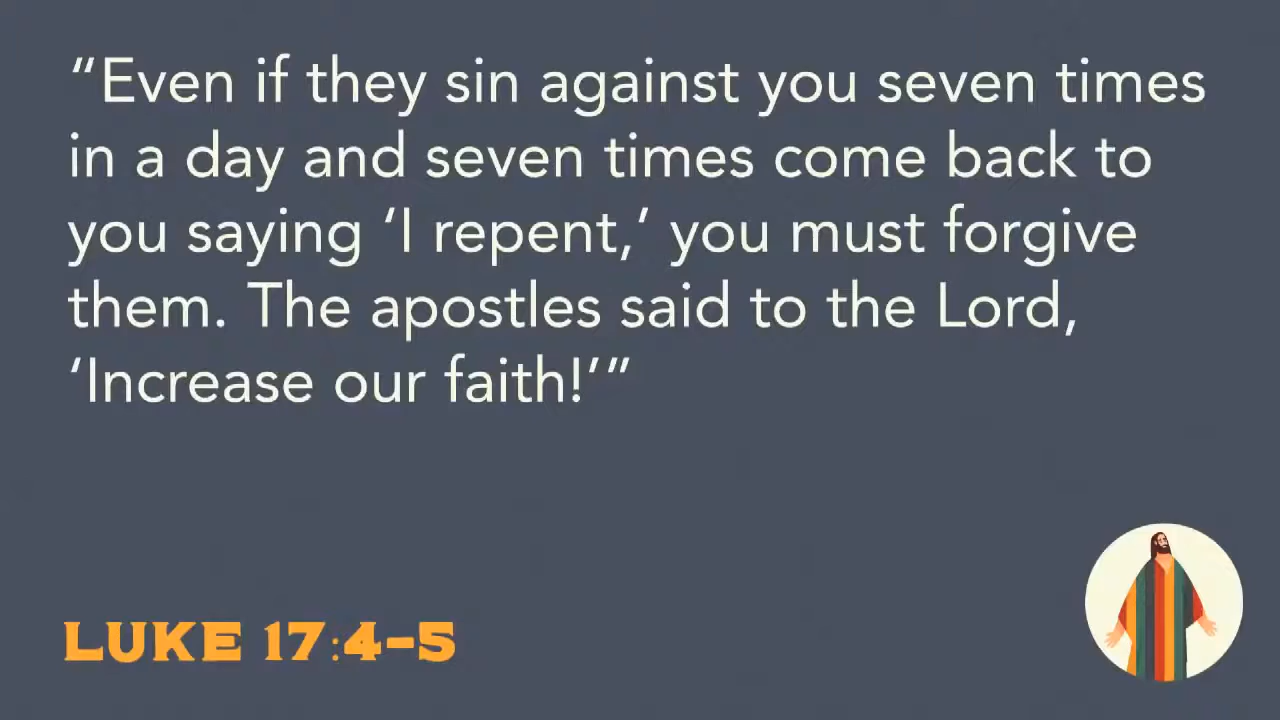 “Even if they sin against you seven times
in a day and seven times come back to
you saying ‘I repent,’ you must forgive
them. The apostles said to the Lord,
‘Increase our faith!’”
LUKE 17:4-5